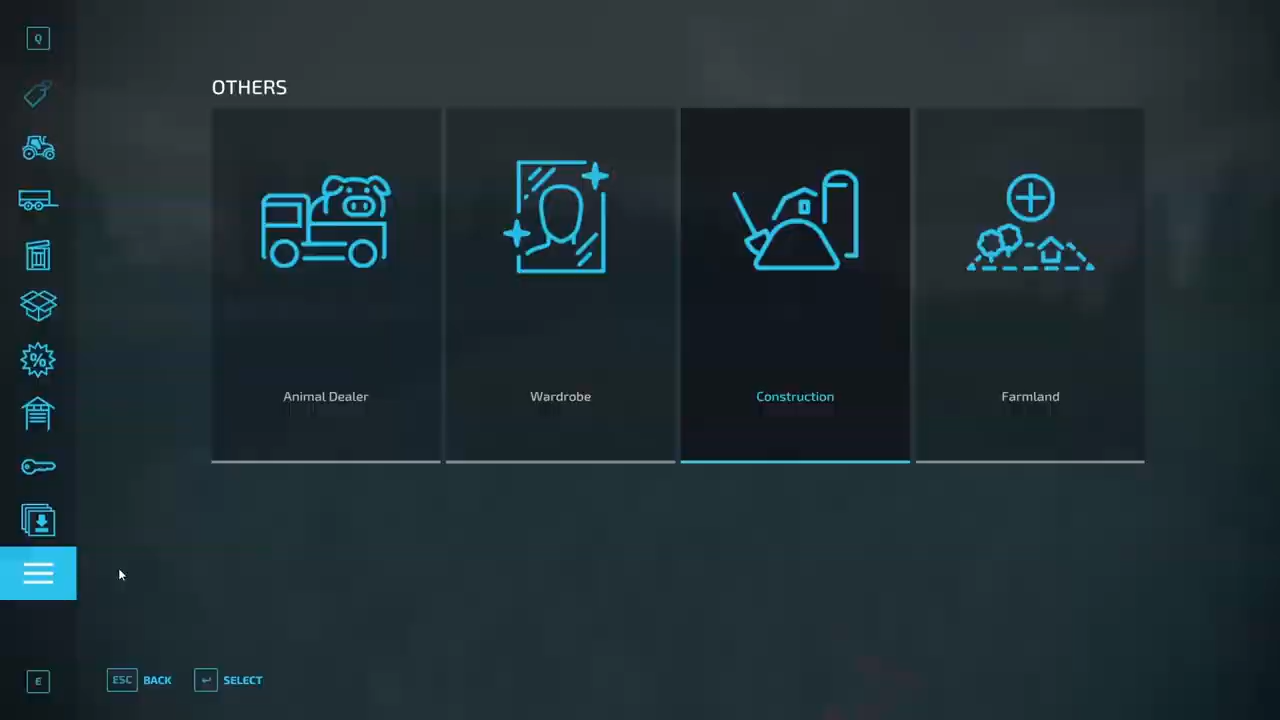 Q
OTHERS
Animal Dealer
Wardrobe
Construction
Farmland
%
E
ESC BACK
SELECT